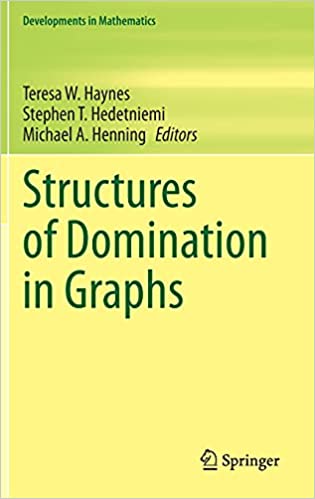 Developments in Mathematics
Teresa W. Haynes
Stephen T. Hedetniemi
Michael A. Henning Editors
Structures
of Domination
in Graphs
Springer